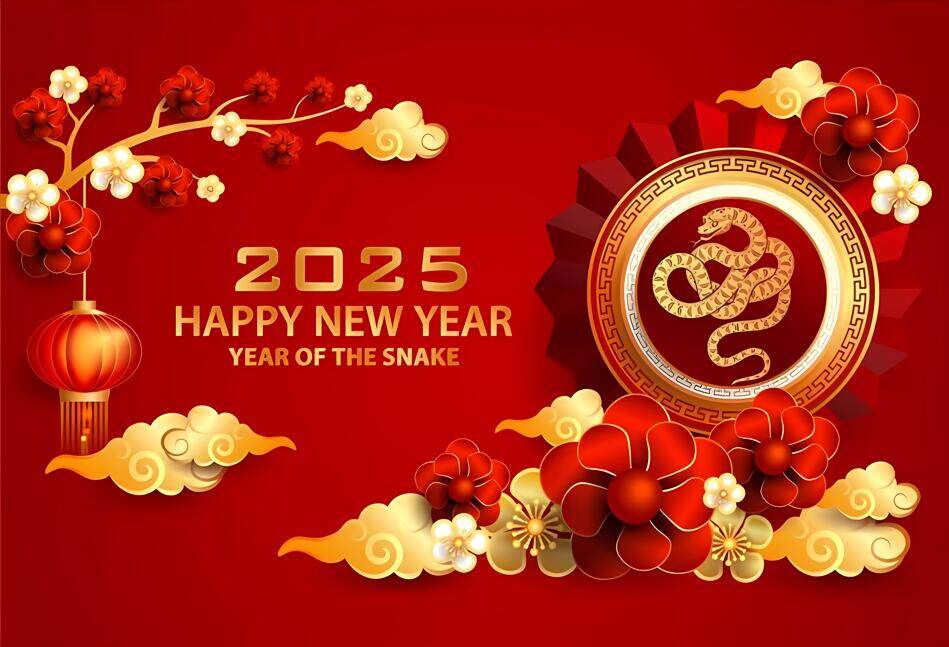 2025
HAPPY NEW YEAR
YEAR OF THE SNAKE